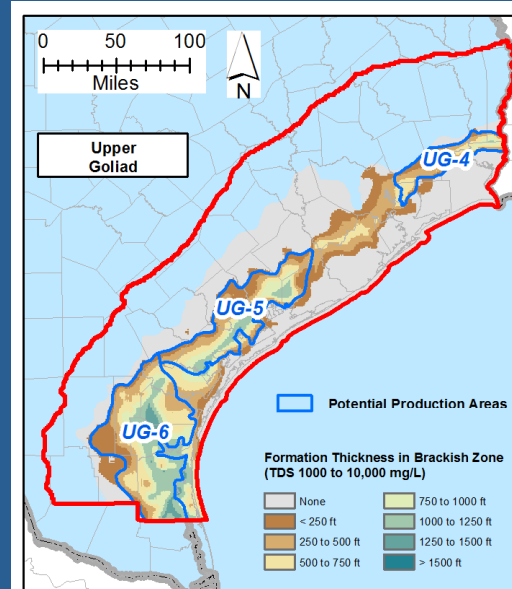 0 50 100
Miles
N
Upper
Goliad
UG-4
UG-5
UG-6
Potential Production Areas
Formation Thickness in Brackish Zone
(TDS 1000 to 10,000 mg/L)
None
< 250 ft
250 to 500 ft
500 to 750 ft
750 to 1000 ft
1000 to 1250 ft
1250 to 1500 ft
> 1500 ft